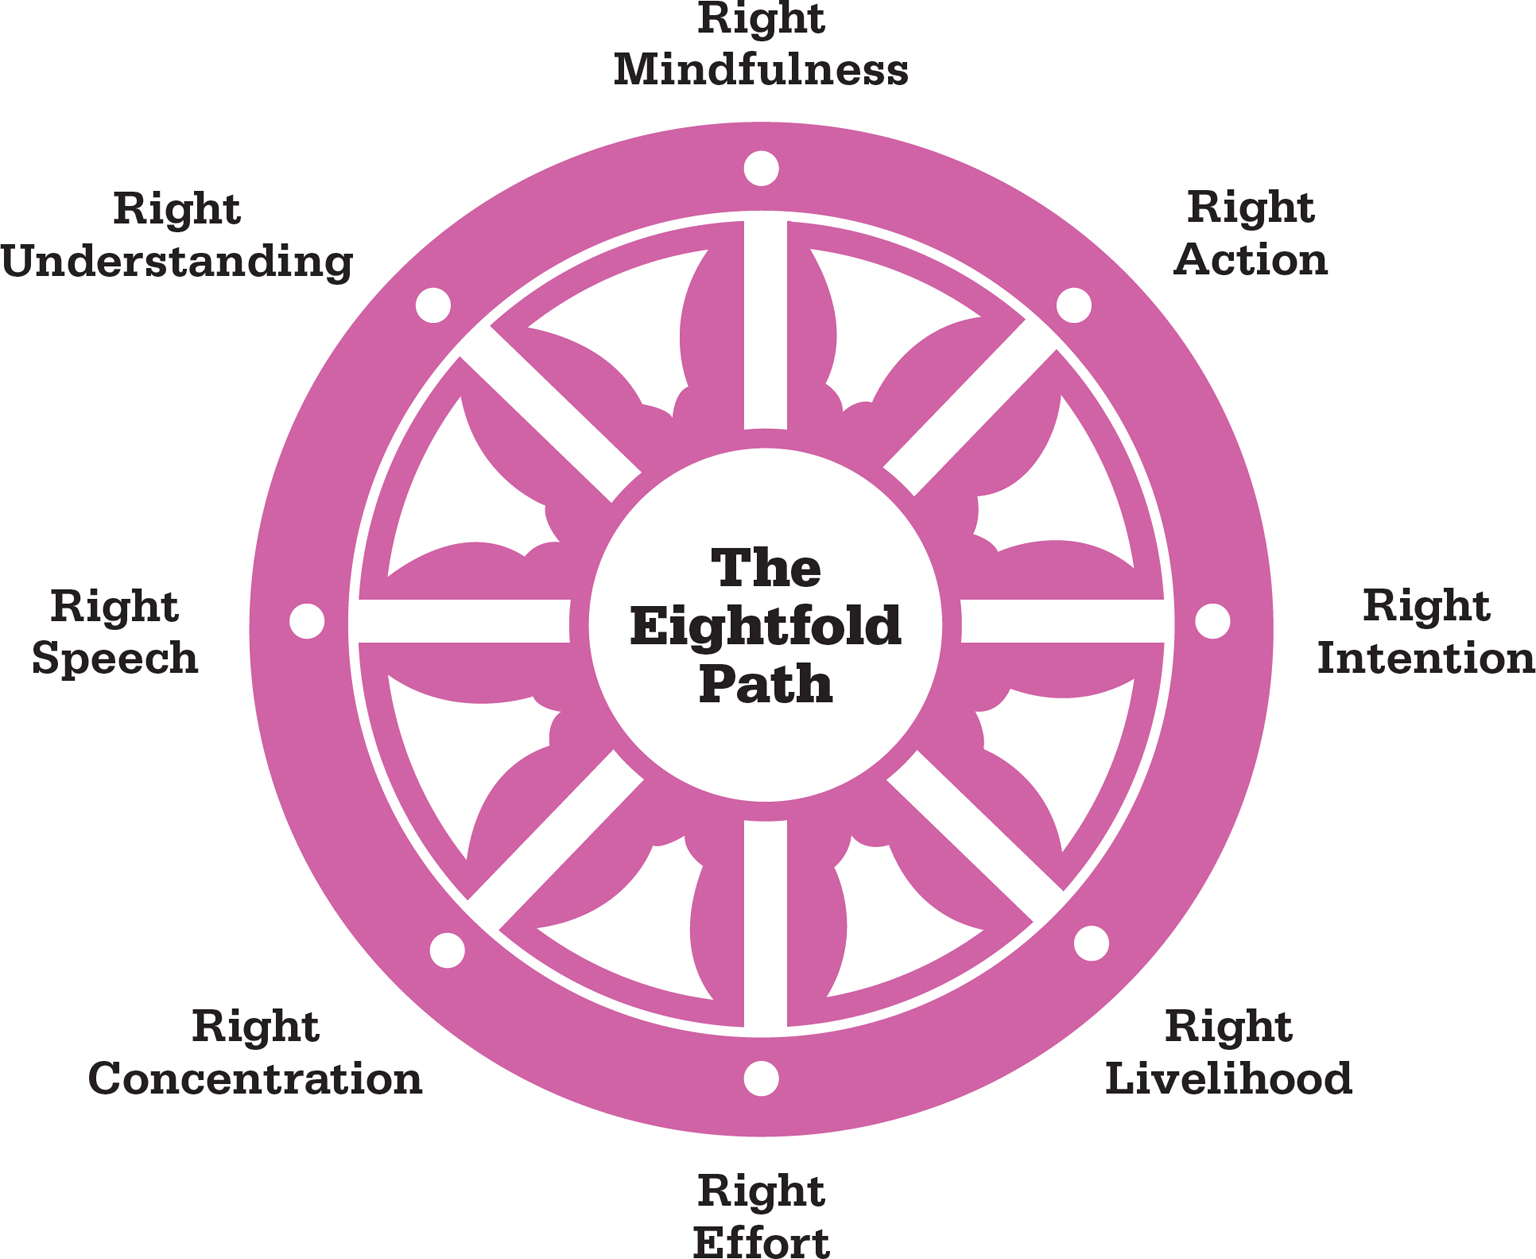 Right
Mindfulness
Right
Understanding
Right
Action
The
Eightfold
Path
Right
Speech
Right
Intention
Right
Concentration
Right
Livelihood
Right
Effort